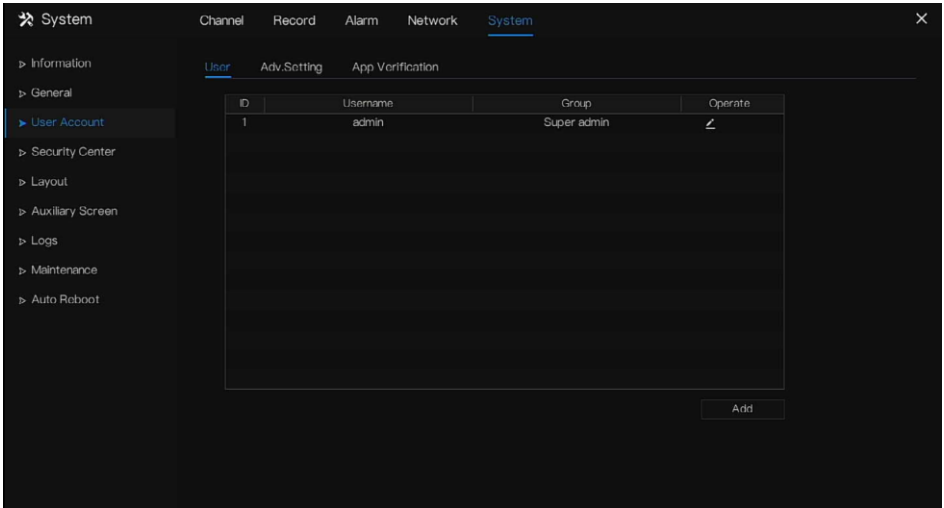 System Channel Record Alarm Network System
Information
General
User Account
Security Center
Layout
Auxiliary Screen
Logs
Maintenance
Auto Reboot
User Adv.Setting App Verification
ID Username Group Operate
1 admin Super admin
Add